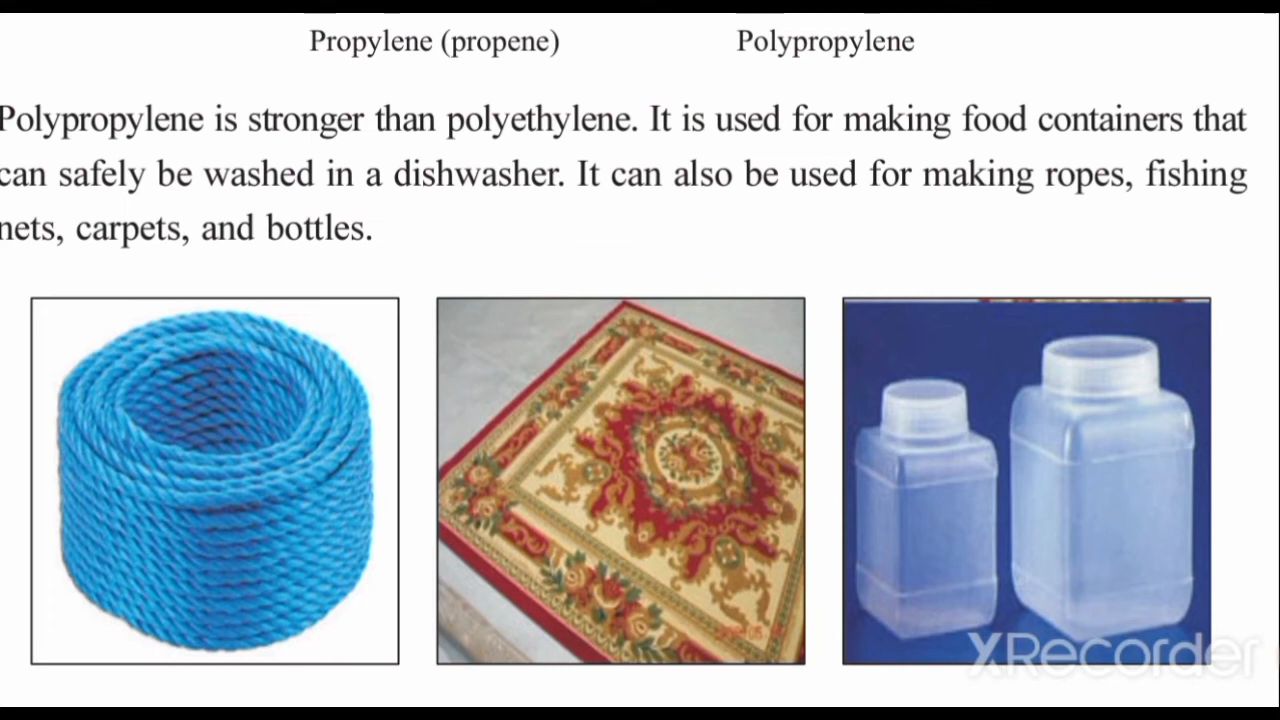 Propylene (propene) Polypropylene
Polypropylene is stronger than polyethylene. It is used for making food containers that
can safely be washed in a dishwasher. It can also be used for making ropes, fishing
nets, carpets, and bottles.
XRecorder